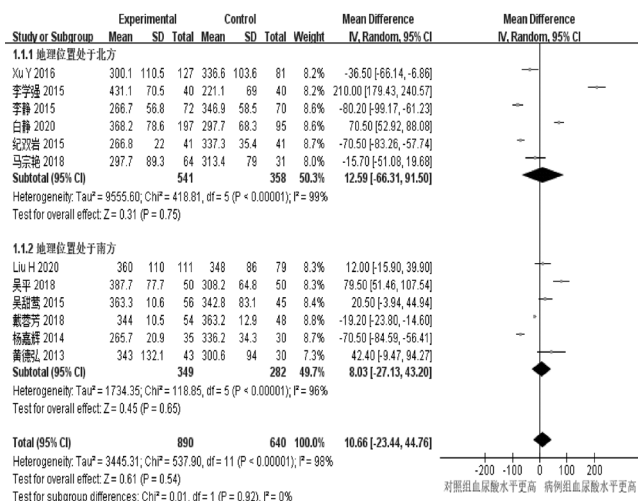 Experimental Control Mean Difference Mean Difference
Study or Subgroup Mean SD Total Mean SD Total Weight IV, Random, 95% CI IV, Random, 95% CI
1.1.1 地理位置处于北方
Xu Y 2016 300.1 110.5 127 336.6 103.6 81 8.2% -36.50 [-66.14, -6.86]
李学强 2015 431.1 70.5 40 221.1 69 40 8.2% 210.00 [179.43, 240.57]
李静 2015 266.7 56.8 72 346.9 58.5 70 8.5% -80.20 [-99.17, -61.23]
白静 2020 368.2 78.6 197 297.7 68.3 95 8.6% 70.50 [52.92, 88.08]
纪双岩 2015 266.8 22 41 337.3 35.4 41 8.7% -70.50 [-83.26, -57.74]
马宗艳 2018 297.7 89.3 64 313.4 79 31 8.0% -15.70 [-51.08, 19.68]
Subtotal (95% CI) 541 358 50.3% 12.59 [-66.31, 91.50]
Heterogeneity: Tau² = 9555.60; Chi² = 418.81, df = 5 (P < 0.00001); I² = 99%
Test for overall effect: Z = 0.31 (P = 0.75)
1.1.2 地理位置处于南方
Liu H 2020 360 110 111 348 86 79 8.3% 12.00 [-15.90, 39.90]
吴平 2018 387.7 77.7 50 308.2 64.8 50 8.3% 79.50 [51.46, 107.54]
吴甜莺 2015 363.3 10.6 56 342.8 83.1 45 8.4% 20.50 [-3.94, 44.94]
戴蓉芳 2018 344 10.5 54 363.2 12.9 48 8.7% -19.20 [-23.80, -14.60]
杨嘉辉 2014 265.7 20.9 35 336.2 34.3 30 8.6% -70.50 [-84.59, -56.41]
黄德弘 2013 343 132.1 43 300.6 94 30 7.3% 42.40 [-9.47, 94.27]
Subtotal (95% CI) 349 282 49.7% 8.03 [-27.13, 43.20]
Heterogeneity: Tau² = 1734.35; Chi² = 118.85, df = 5 (P < 0.00001); I² = 96%
Test for overall effect: Z = 0.45 (P = 0.65)
Total (95% CI) 890 640 100.0% 10.66 [-23.44, 44.76]
Heterogeneity: Tau² = 3445.31; Chi² = 537.90, df = 11 (P < 0.00001); I² = 98%
Test for overall effect: Z = 0.61 (P = 0.54)
Test for subgroup differences: Chi² = 0.01, df = 1 (P = 0.92), I² = 0%
-200 -100 0 100 200
对照组血尿酸水平更高 病例组血尿酸水平更高